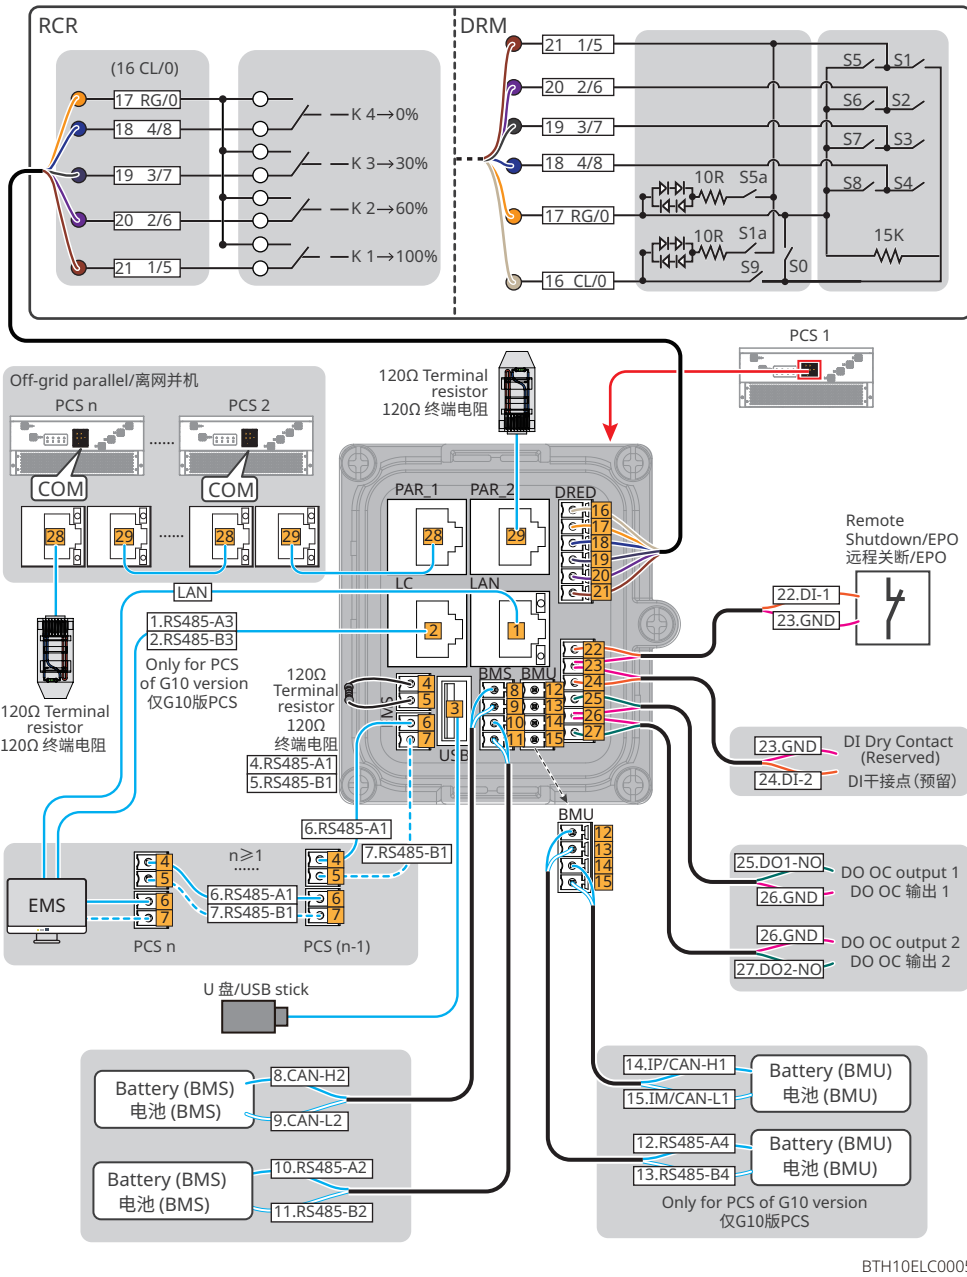 RCR
(16 CL/0)
17 RG/0
18 4/8
19 3/7
20 2/6
21 1/5
K 4→0%
K 3→30%
K 2→60%
K 1→100%
DRM
21 1/5
20 2/6
19 3/7
18 4/8
17 RG/0
16 CL/0
10R S5a
10R S1a
S9
S0
S5 S1
S6 S2
S7 S3
S8 S4
15K
PCS 1
Off-grid parallel/离网并机
PCS n
PCS 2
......
COM
COM
28
29
......
28
29
120Ω Terminal
resistor
120Ω 终端电阻
120Ω Terminal
resistor
120Ω 终端电阻
PAR_1
PAR_2
DRED
28
29
16
17
18
19
20
21
LC
LAN
2
1
LAN
1.RS485-A3
2.RS485-B3
Only for PCS
of G10 version
仅G10版PCS
120Ω
Terminal
resistor
120Ω
终端电阻
4.RS485-A1
5.RS485-B1
4
5
6
7
3
USB
BMS
BMU
8
9
10
11
12
13
14
15
22
23
24
25
26
27
Remote
Shutdown/EPO
远程关断/EPO
22.DI-1
23.GND
23.GND
24.DI-2
DI Dry Contact
(Reserved)
DI干接点(预留)
25.DO1-NO
26.GND
DO OC output 1
DO OC 输出 1
26.GND
27.DO2-NO
DO OC output 2
DO OC 输出 2
BMU
12
13
14
15
6.RS485-A1
7.RS485-B1
n≥1
......
EMS
4
5
6
7
PCS n
6.RS485-A1
7.RS485-B1
4
5
6
7
PCS (n-1)
U 盘/USB stick
Battery (BMS)
电池 (BMS)
8.CAN-H2
9.CAN-L2
Battery (BMS)
电池 (BMS)
10.RS485-A2
11.RS485-B2
14.IP/CAN-H1
15.IM/CAN-L1
Battery (BMU)
电池 (BMU)
12.RS485-A4
13.RS485-B4
Battery (BMU)
电池 (BMU)
Only for PCS of G10 version
仅G10版PCS
BTH10ELC0005